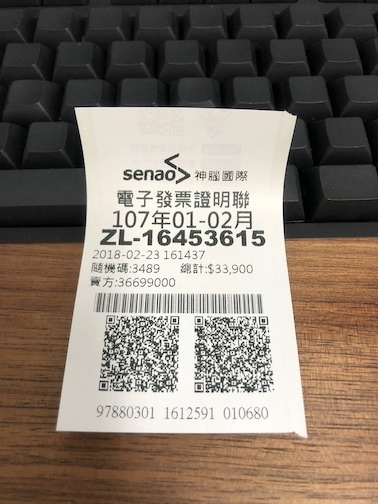 senao 神腦國際
電子發票證明聯
107年01-02月
ZL-16453615
2018-02-23 161437
隨機碼:3489 總計:$33,900
賣方:36699000
97880301 1612591 010680